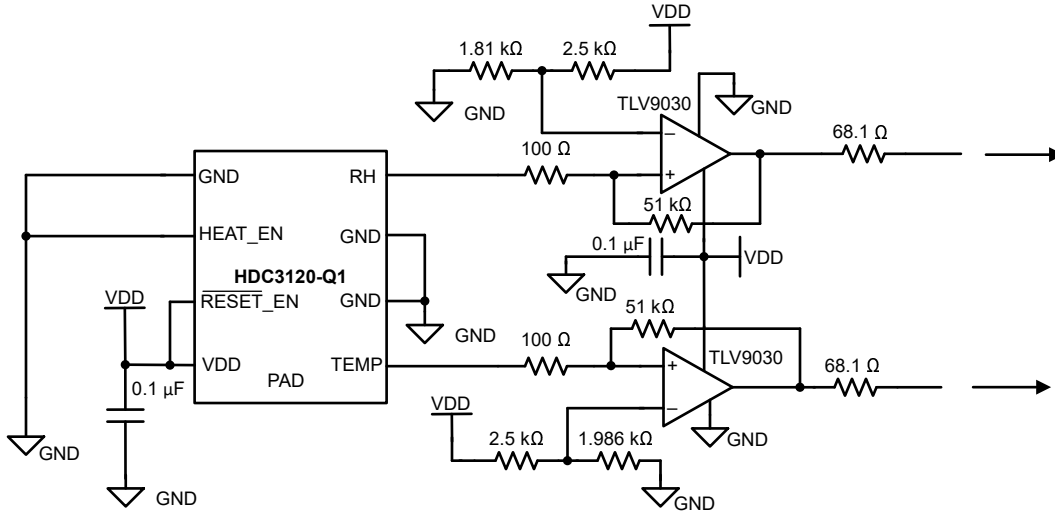 VDD
1.81 kΩ
2.5 kΩ
GND
TLV9030
GND
100 Ω
68.1 Ω
−
+
51 kΩ
GND
RH
HEAT_EN
GND
HDC3120-Q1
RESET_EN
GND
VDD
TEMP
PAD
VDD
0.1 µF
GND
GND
GND
0.1 µF
VDD
GND
51 kΩ
100 Ω
TLV9030
68.1 Ω
+
−
VDD
GND
2.5 kΩ
1.986 kΩ
GND